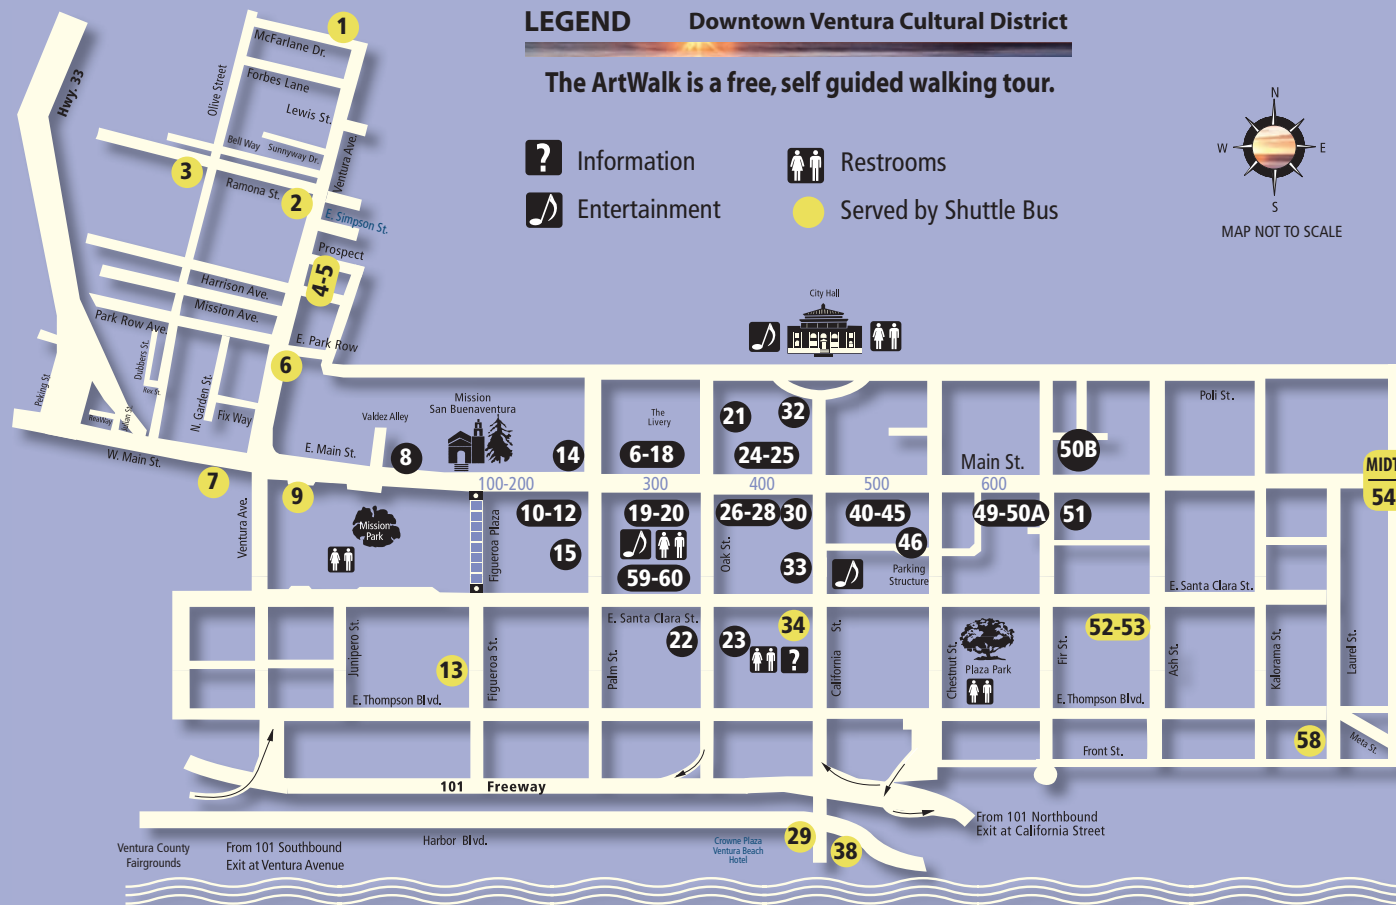 LEGEND Downtown Ventura Cultural District
The ArtWalk is a free, self guided walking tour.
? Information
Restrooms
Entertainment
Served by Shuttle Bus
N
W E
S
MAP NOT TO SCALE
1
McFarlane Dr.
Hwy. 33
Forbes Lane
Olive Street
Lewis St.
Bell Way
Sunnyway Dr.
Ventura Ave.
3
Ramona St.
2
E. Simpson St.
Prospect
4-5
Harrison Ave.
Mission Ave.
Park Row Ave.
E. Park Row
City Hall
6
Dubbers St.
Peking St.
Rex St.
N. Garden St.
Fix Way
Valdez Alley
Mission
San Buenaventura
The
Livery
21
32
Poli St.
W. Main St.
E. Main St.
8
14
6-18
24-25
Main St.
50B
MIDT
54
7
9
100-200
300
400
500
600
Ventura Ave.
Mission
Park
Figueroa Plaza
10-12
19-20
26-28
30
40-45
49-50A
51
15
Oak St.
46
33
59-60
Parking
Structure
E. Santa Clara St.
E. Santa Clara St.
34
52-53
Junipero St.
13
Figueroa St.
Palm St.
22
23
?
California St.
Chestnut St.
Plaza Park
Fir St.
Ash St.
Kalorama St.
Laurel St.
E. Thompson Blvd.
E. Thompson Blvd.
58
Meta St.
Front St.
101 Freeway
From 101 Northbound
Exit at California Street
Harbor Blvd.
29
38
Crowne Plaza
Ventura Beach
Hotel
Ventura County
Fairgrounds
From 101 Southbound
Exit at Ventura Avenue